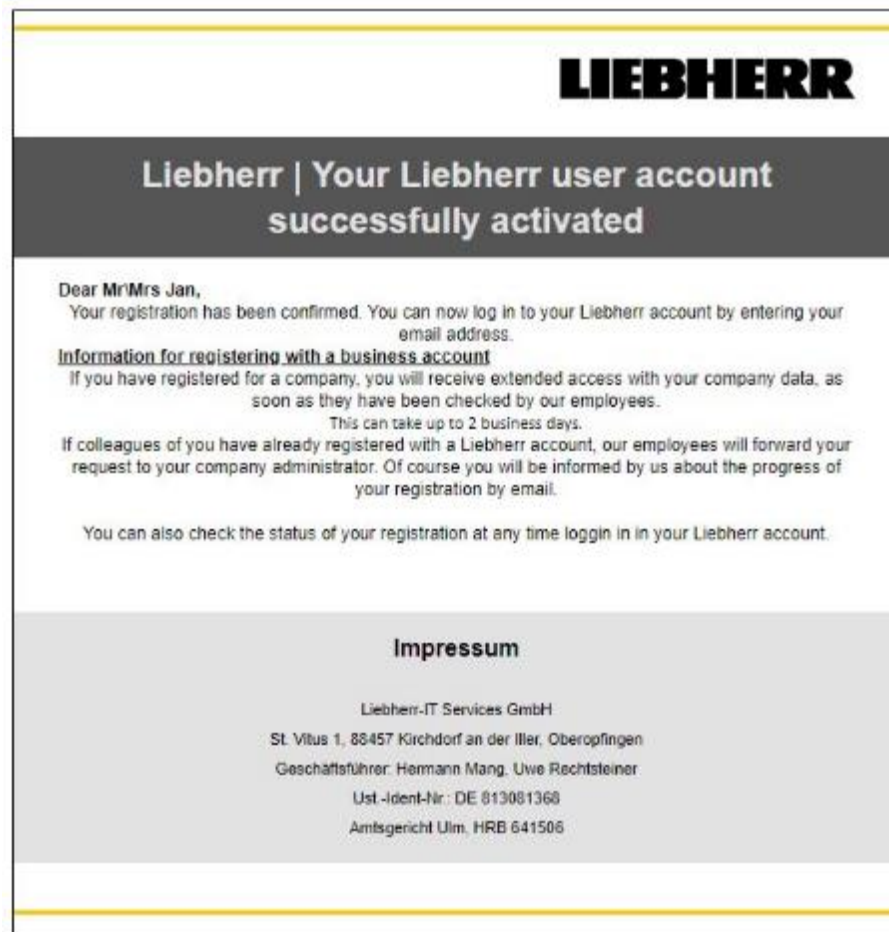 LIEBHERR
Liebherr | Your Liebherr user account
successfully activated
Dear Mr\Mrs Jan,
Your registration has been confirmed. You can now log in to your Liebherr account by entering your
email address.
Information for registering with a business account
If you have registered for a company, you will receive extended access with your company data, as
soon as they have been checked by our employees.
This can take up to 2 business days.
If colleagues of you have already registered with a Liebherr account, our employees will forward your
request to your company administrator. Of course you will be informed by us about the progress of
your registration by email.
You can also check the status of your registration at any time loggin in in your Liebherr account.
Impressum
Liebherr-IT Services GmbH
St. Vitus 1, 88457 Kirchdorf an der Iller, Oberopfingen
Geschäftsführer: Hermann Mang, Uwe Rechtsteiner
Ust.-Ident-Nr.: DE 813081368
Amtsgericht Ulm, HRB 641506